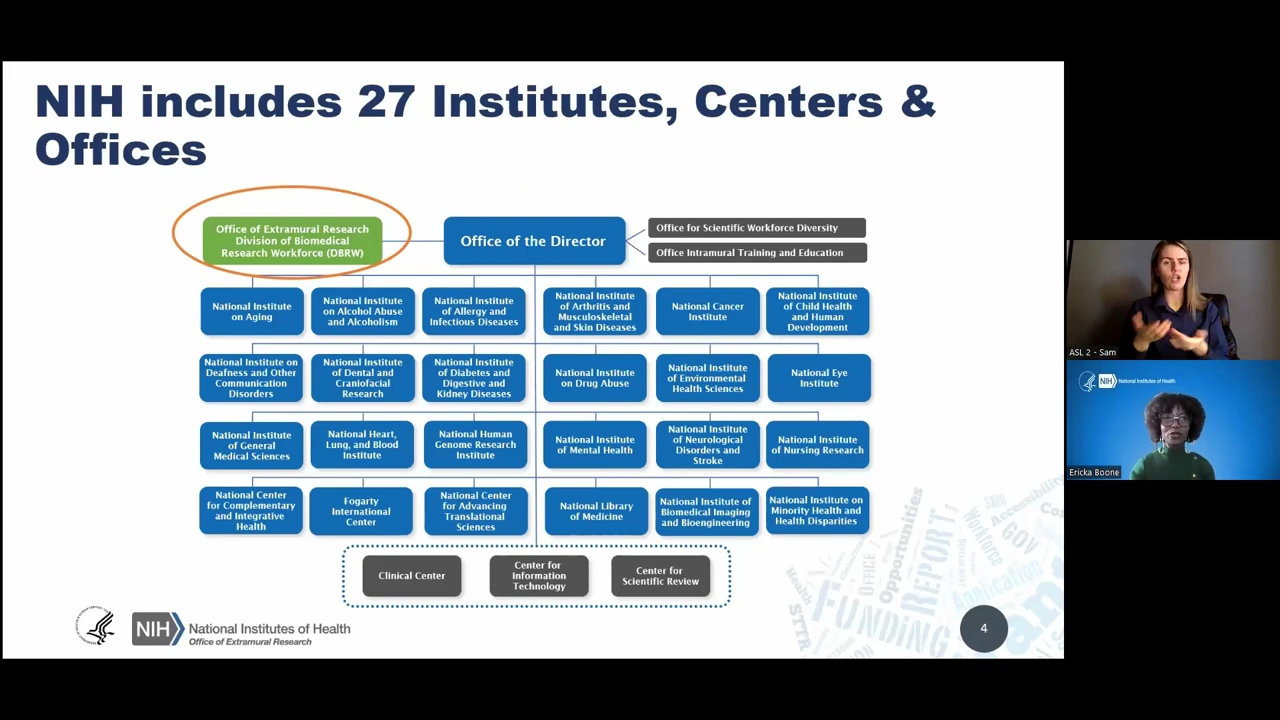 NIH includes 27 Institutes, Centers &
Offices
Office of Extramural Research
Division of Biomedical
Research Workforce (DBRW)
Office of the Director
Office for Scientific Workforce Diversity
Office Intramural Training and Education
National Institute
on Aging
National Institute
on Alcohol Abuse
and Alcoholism
National Institute
of Allergy and
Infectious Diseases
National Institute
of Arthritis and
Musculoskeletal
and Skin Diseases
National Cancer
Institute
National Institute
of Child Health
and Human
Development
National Institute on
Deafness and Other
Communication
Disorders
National Institute
of Dental and
Craniofacial
Research
National Institute
of Diabetes and
Digestive and
Kidney Diseases
National Institute
on Drug Abuse
National Institute
of Environmental
Health Sciences
National Eye
Institute
National Institute
of General
Medical Sciences
National Heart,
Lung, and Blood
Institute
National Human
Genome Research
Institute
National Institute
of Mental Health
National Institute
of Neurological
Disorders and
Stroke
National Institute
of Nursing Research
National Center
for Complementary
and Integrative
Health
Fogarty
International
Center
National Center
for Advancing
Translational
Sciences
National Library
of Medicine
National Institute of
Biomedical Imaging
and Bioengineering
National Institute on
Minority Health and
Health Disparities
Clinical Center
Center for
Information
Technology
Center for
Scientific Review
NIH National Institutes of Health
Office of Extramural Research
4
STTR
FUNDING
OFFICE
Opportunities
REPORT
Workforce
SBIR
Accessibility
GOV
Application
ASL 2 - Sam
NIH National Institutes of Health
Ericka Boone